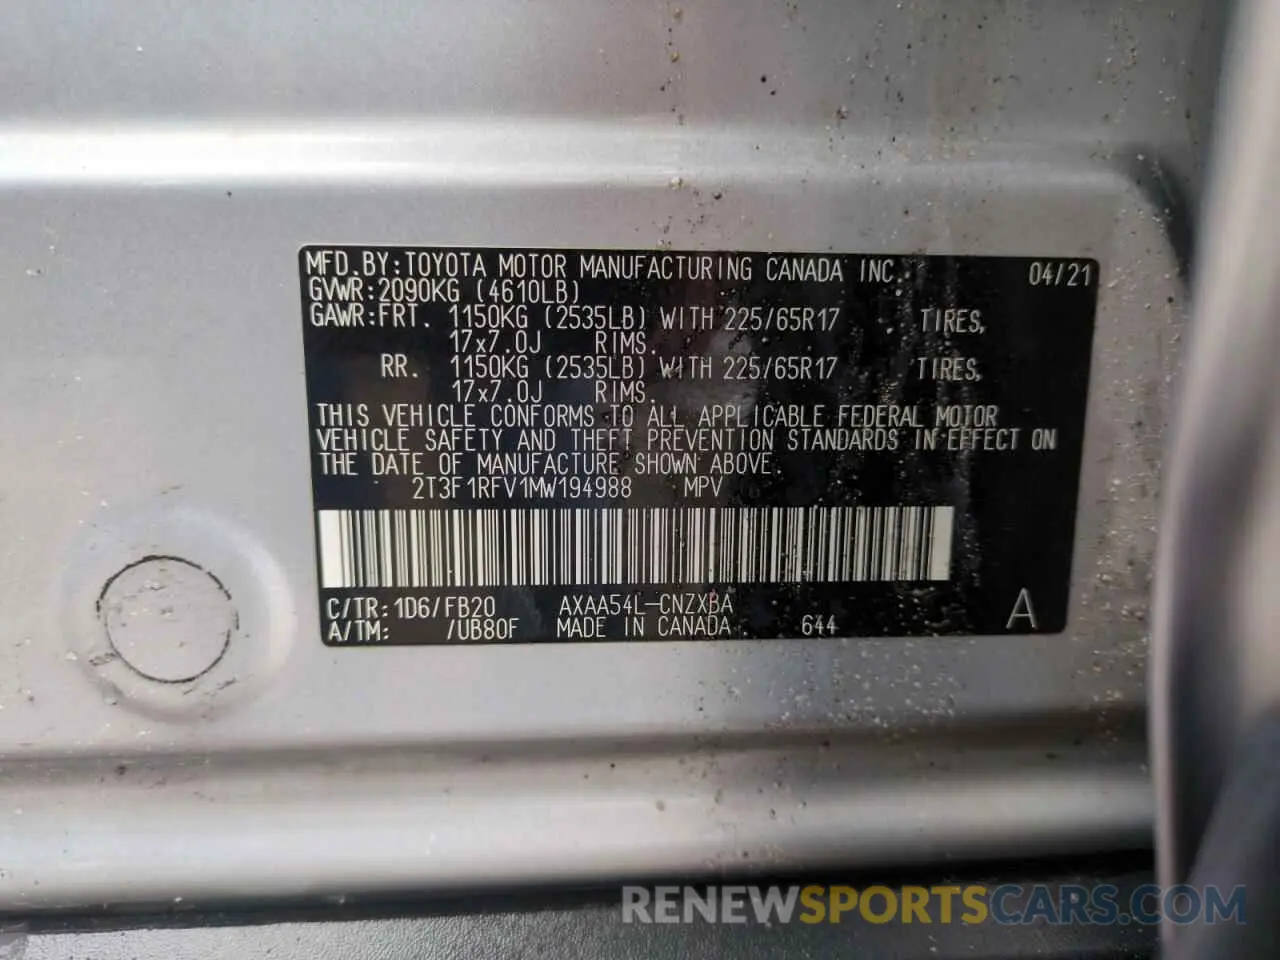 MFD.BY:TOYOTA MOTOR MANUFACTURING CANADA INC. 04/21
GVWR:2090KG (4610LB)
GAWR:FRT. 1150KG (2535LB) WITH 225/65R17 TIRES,
17x7.0J RIMS.
RR. 1150KG (2535LB) WITH 225/65R17 TIRES,
17x7.0J RIMS.
THIS VEHICLE CONFORMS TO ALL APPLICABLE FEDERAL MOTOR
VEHICLE SAFETY AND THEFT PREVENTION STANDARDS IN EFFECT ON
THE DATE OF MANUFACTURE SHOWN ABOVE.
2T3F1RFV1MW194988 MPV
C/TR:1D6/FB20 AXAA54L-CNZXBA
A/TM: /UB80F MADE IN CANADA. 644 A
RENEWSPORTSCARS.COM